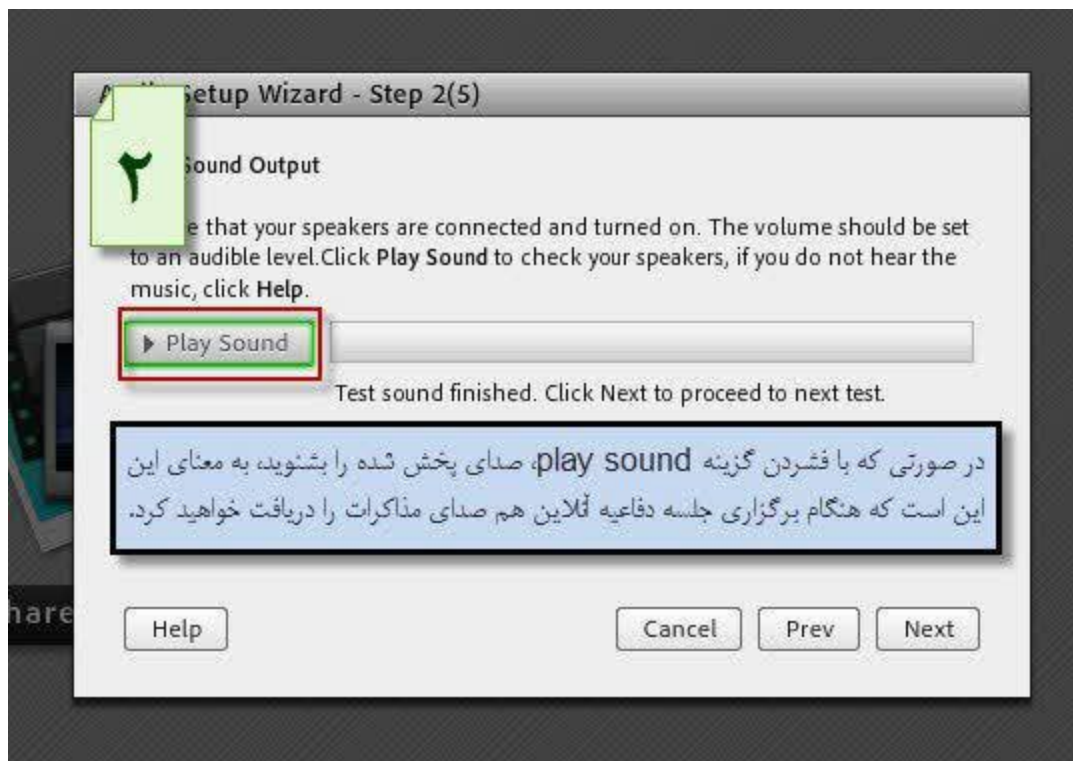 Setup Wizard - Step 2(5)
۲
Sound Output
that your speakers are connected and turned on. The volume should be set
to an audible level.Click Play Sound to check your speakers, if you do not hear the
music, click Help.
Play Sound
Test sound finished. Click Next to proceed to next test.
در صورتی که با فشردن گزینه play sound، صدای پخش شده را بشنوید، به معنای این
این است که هنگام برگزاری جلسه دفاعیه آنلاین هم صدای مذاکرات را دریافت خواهید کرد.
hare
Help Cancel Prev Next